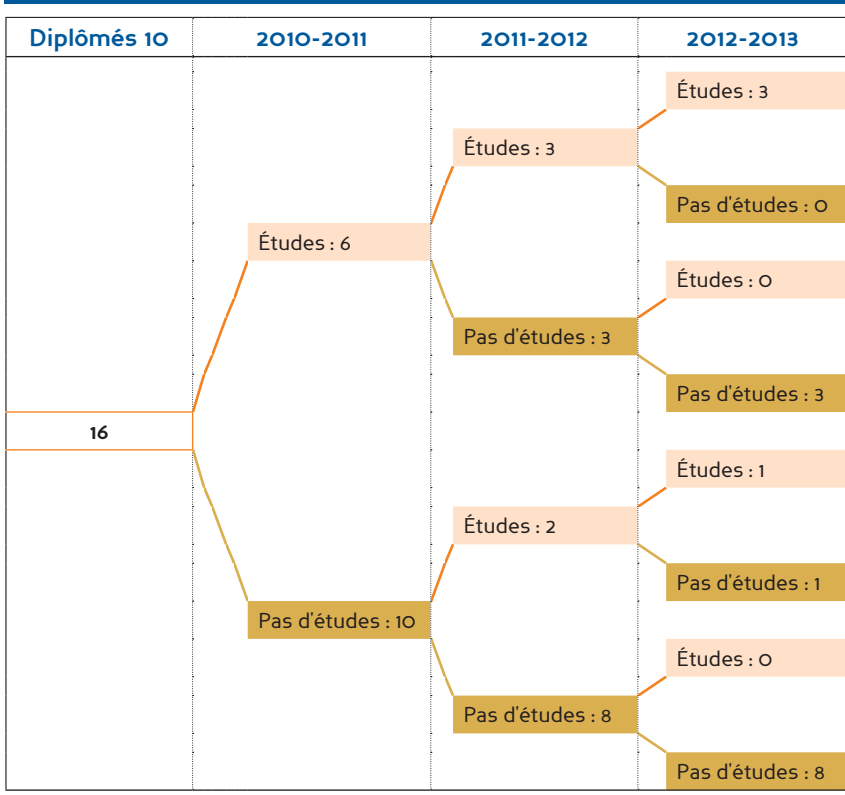 Diplômés 10 2010-2011 2011-2012 2012-2013
Études : 3
Études : 3
Pas d'études : 0
Études : 6
Études : 0
Pas d'études : 3
Pas d'études : 3
16
Études : 1
Études : 2
Pas d'études : 1
Pas d'études : 10
Études : 0
Pas d'études : 8
Pas d'études : 8